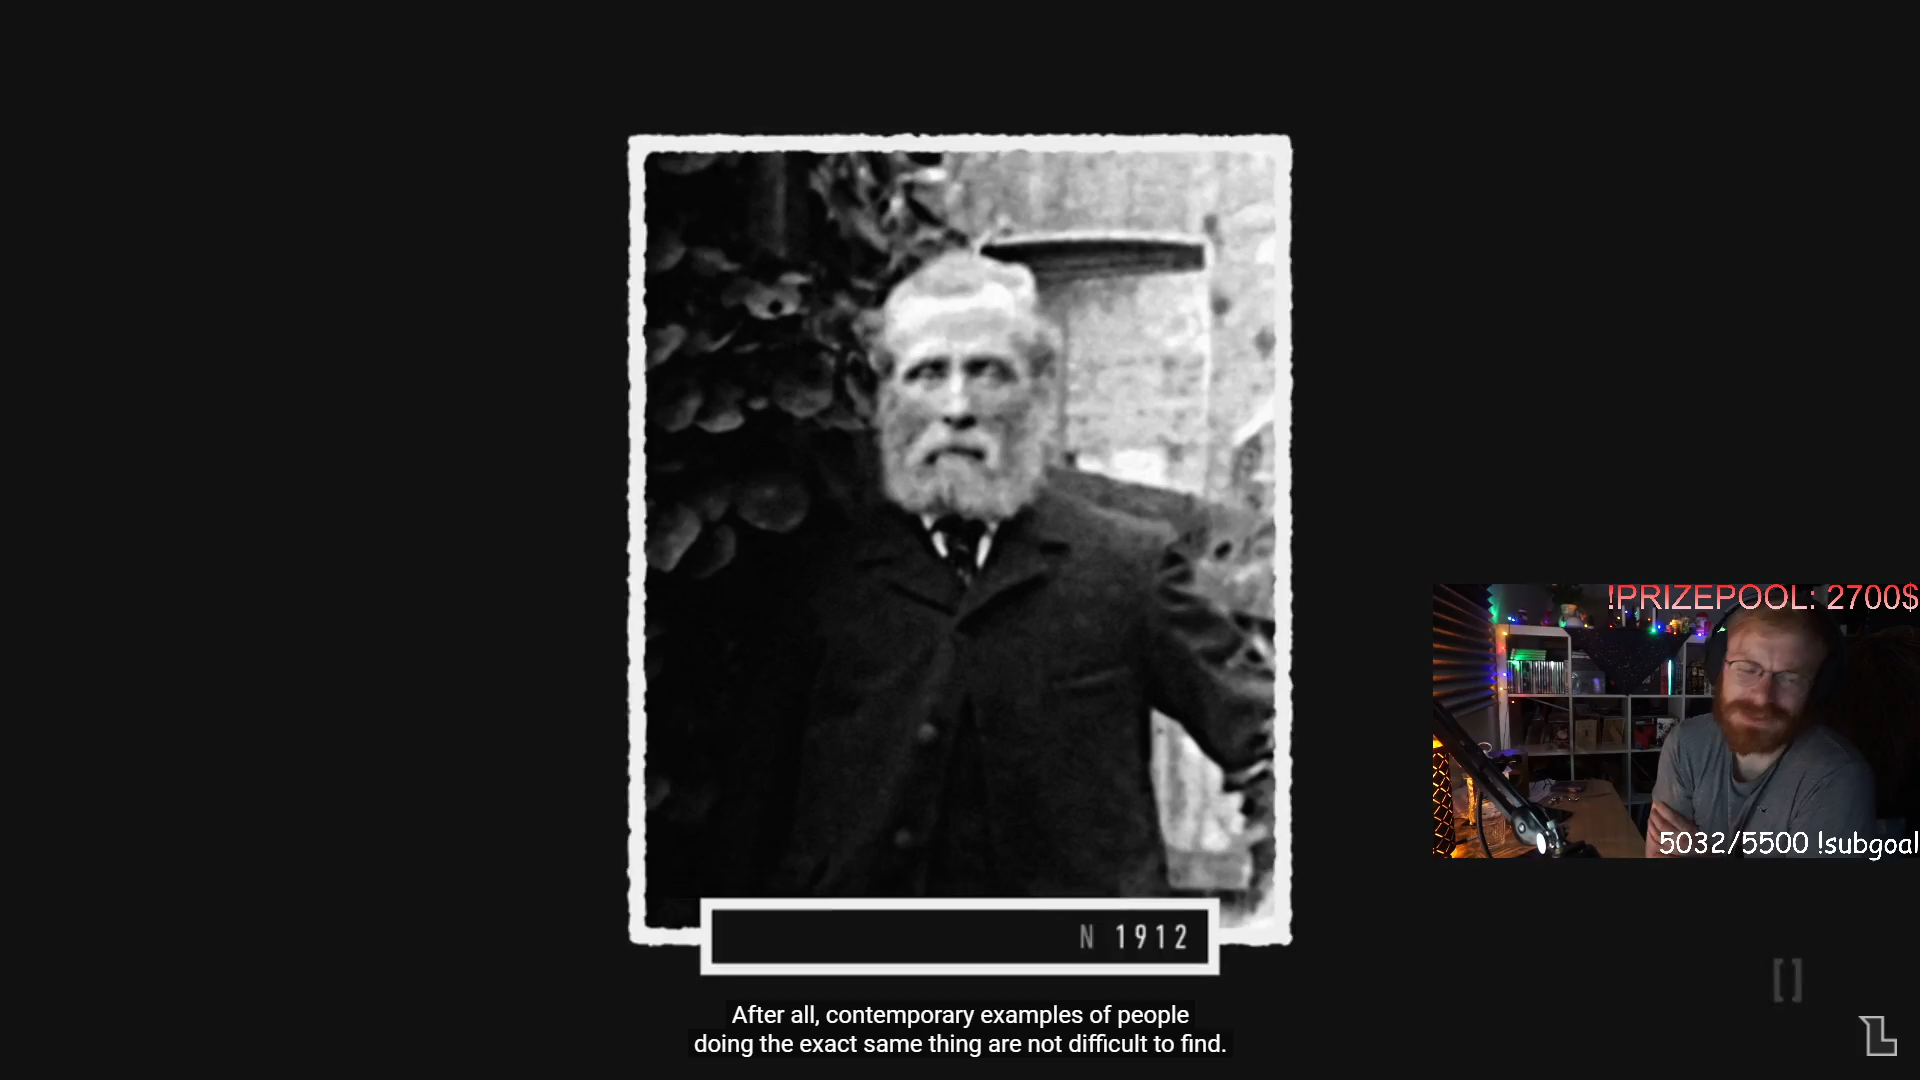 !PRIZEPOOL: 2700$
5032/5500 !subgoal
N 1912
After all, contemporary examples of people
doing the exact same thing are not difficult to find.